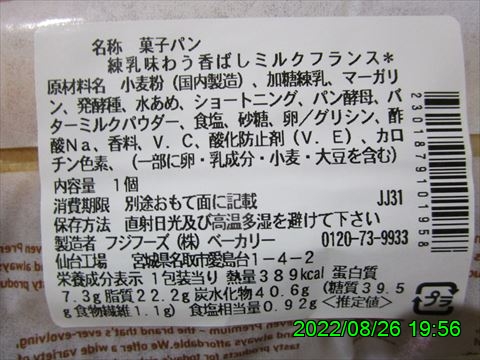 名称 菓子パン
練乳味わう香ばしミルクフランス*
原材料名 小麦粉（国内製造）、加糖練乳、マーガリ
ン、発酵種、水あめ、ショートニング、パン酵母、バ
ターミルクパウダー、食塩、砂糖、卵／グリシン、酢
酸Na、香料、V.C、酸化防止剤（V.E）、カロ
チン色素、（一部に卵・乳成分・小麦・大豆を含む）
内容量 1個
消費期限 別途おもて面に記載 JJ31
保存方法 直射日光及び高温多湿を避けて下さい
製造者 フジフーズ（株）ベーカリー 0120-73-9933
仙台工場 宮城県名取市愛島台1-4-2
栄養成分表示 1包装当り 熱量389kcal 蛋白質
7.3g 脂質22.2g 炭水化物40.6g（糖質39.5
g 食物繊維1.1g）食塩相当量0.92g <推定値>
2301879101958
プラ
2022/08/26 19:56